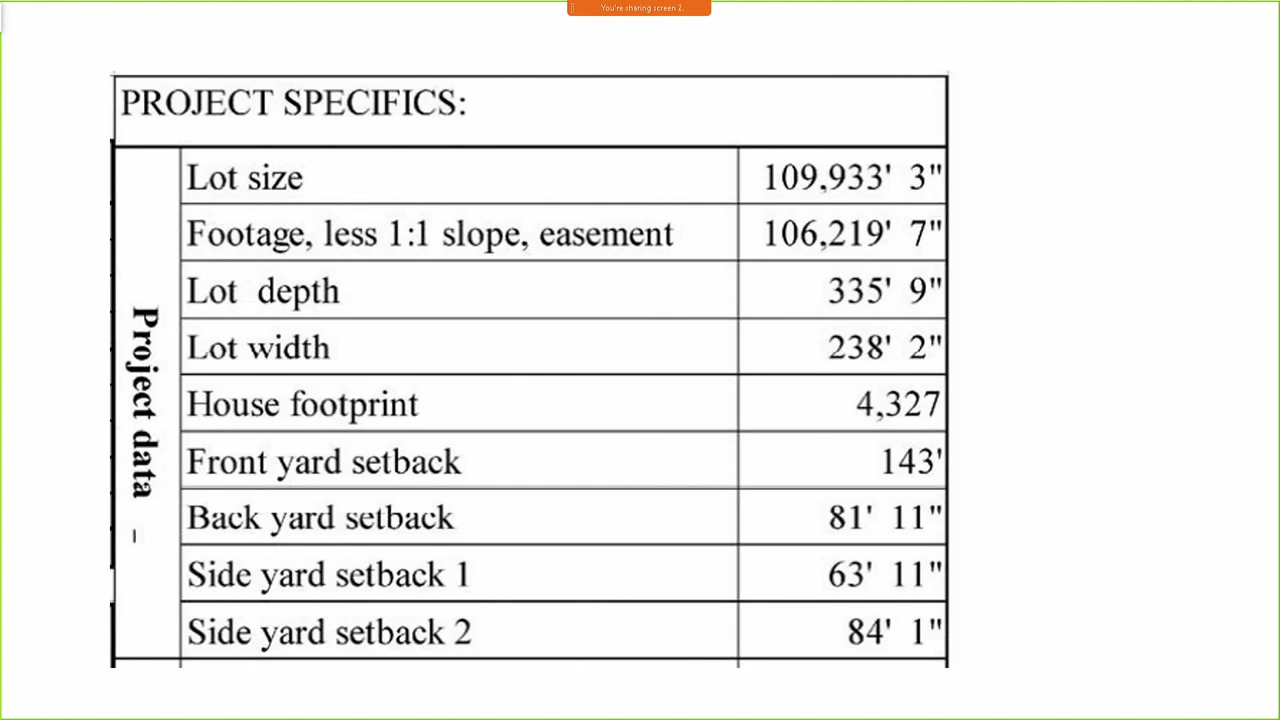 You're sharing screen 2.
PROJECT SPECIFICS:
Project data –
Lot size 109,933' 3"
Footage, less 1:1 slope, easement 106,219' 7"
Lot depth 335' 9"
Lot width 238' 2"
House footprint 4,327
Front yard setback 143'
Back yard setback 81' 11"
Side yard setback 1 63' 11"
Side yard setback 2 84' 1"